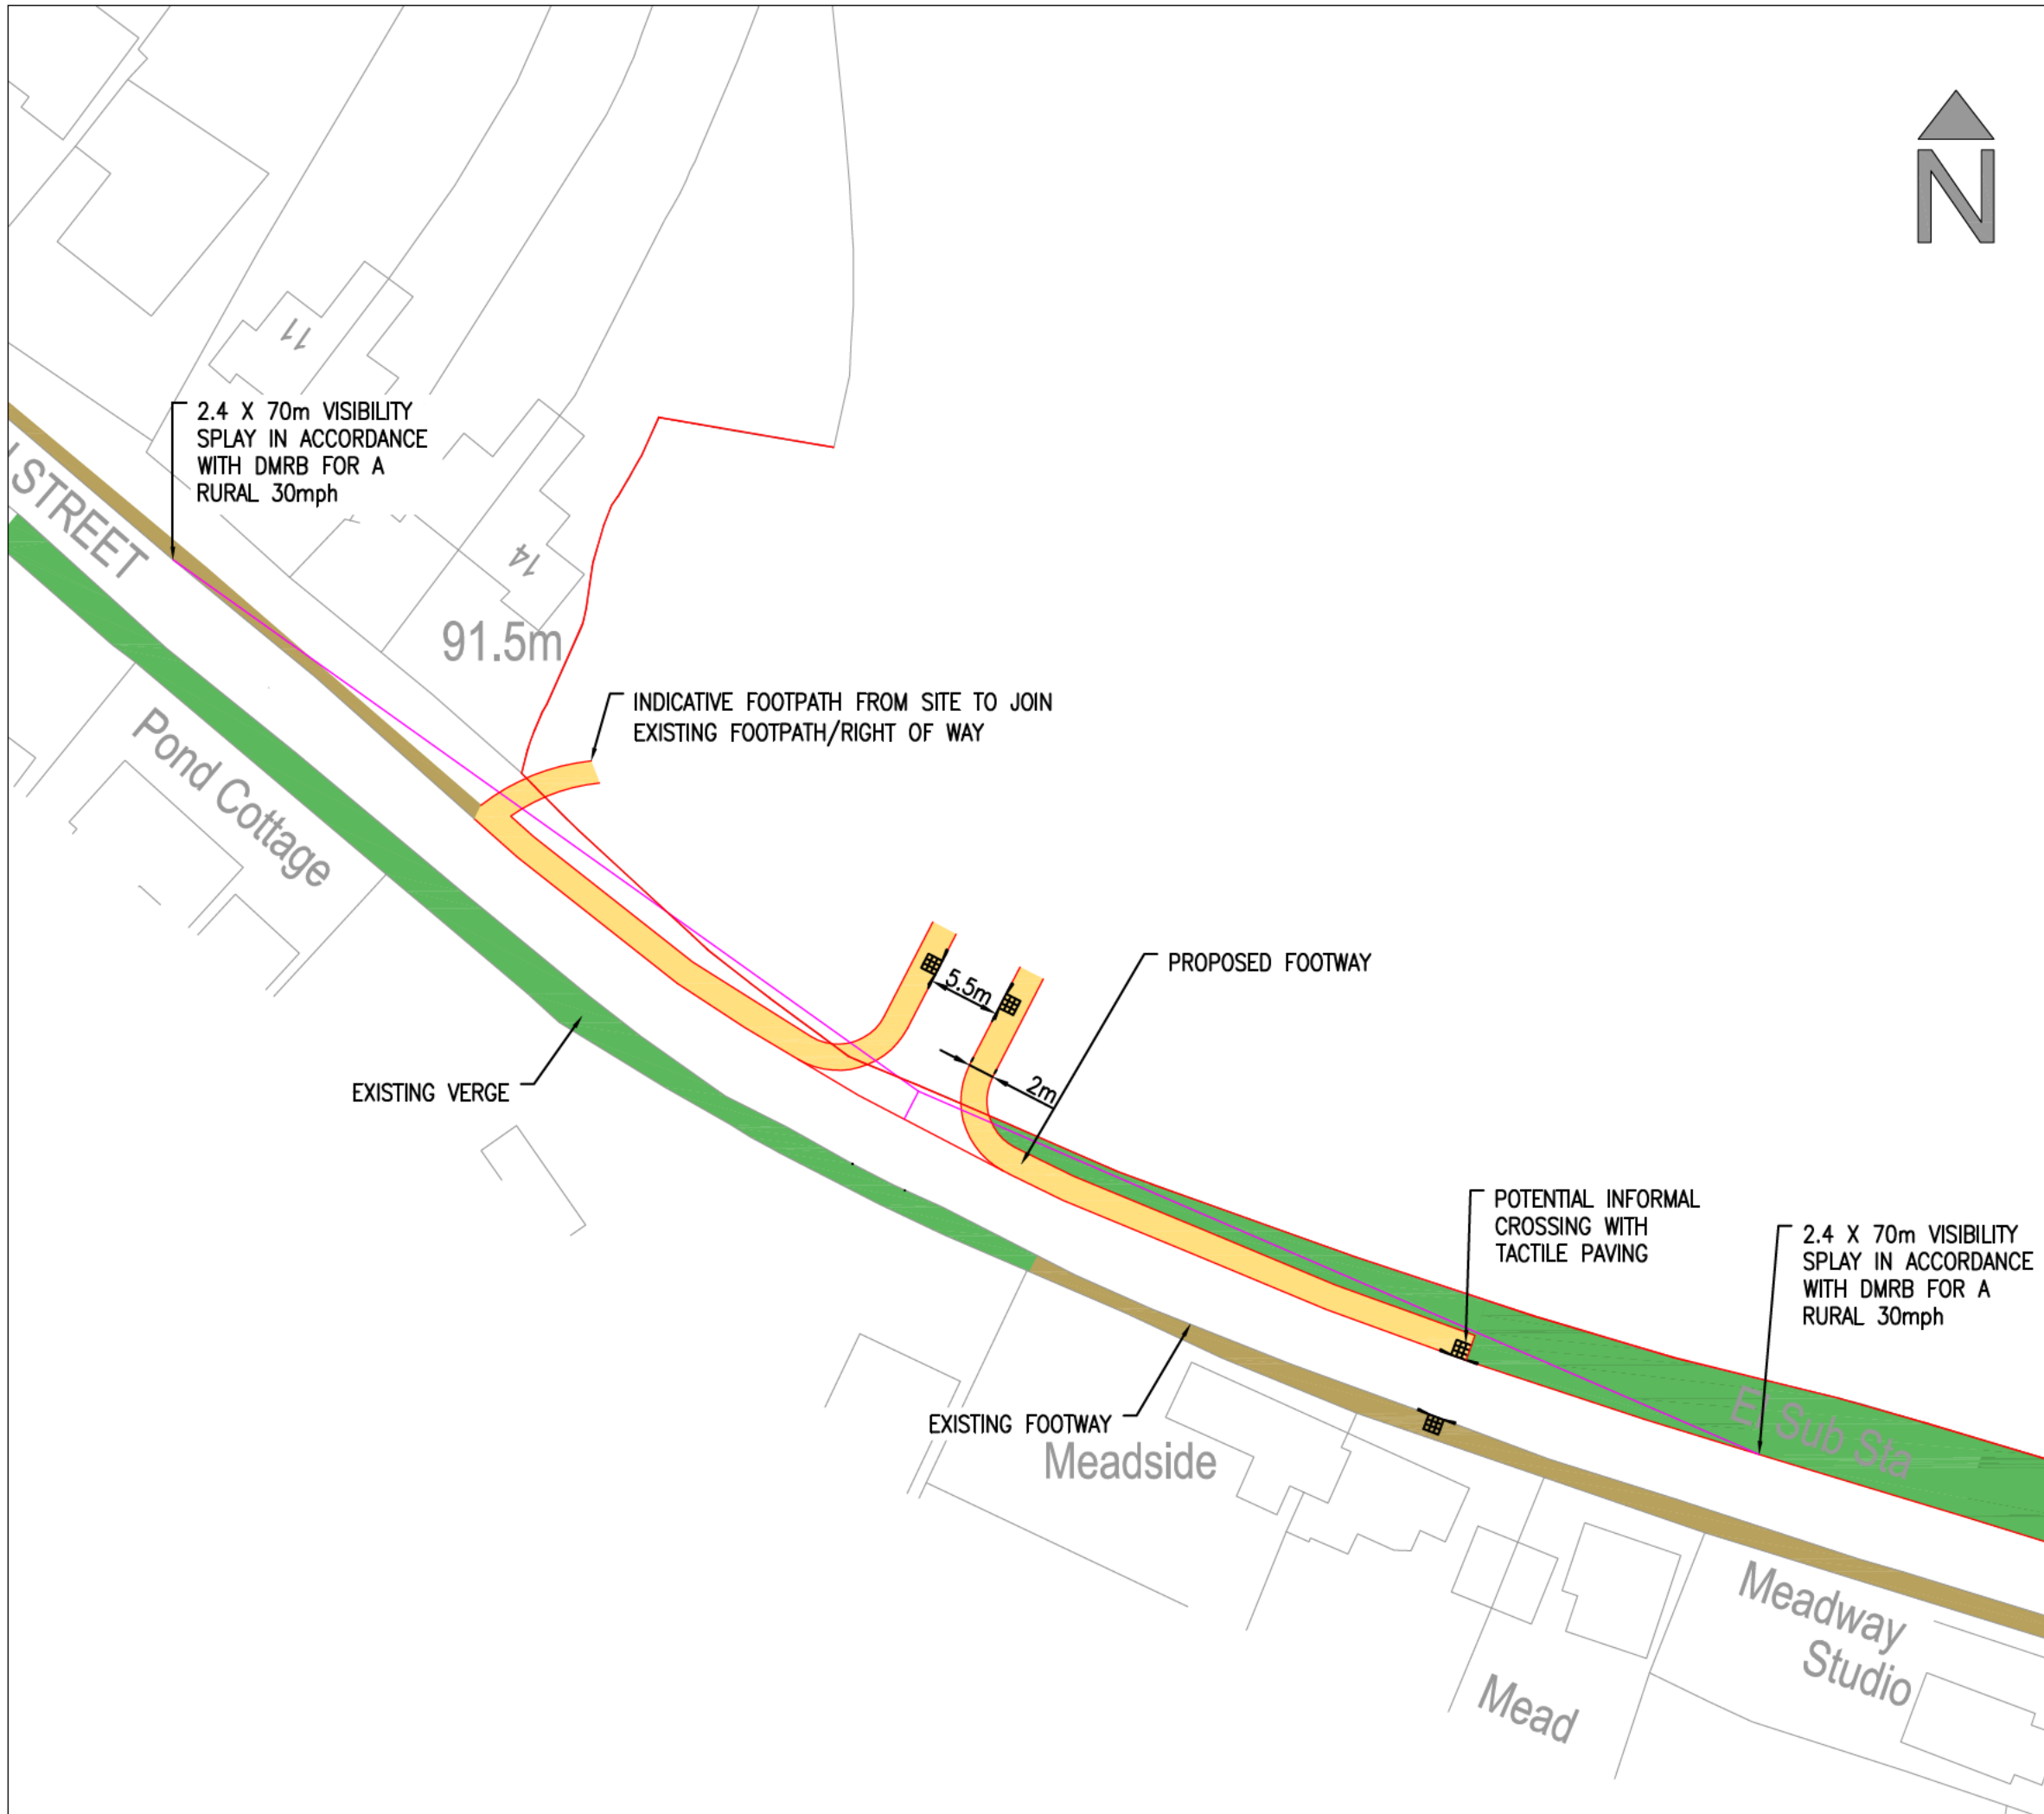 N
11
2.4 X 70m VISIBILITY
SPLAY IN ACCORDANCE
WITH DMRB FOR A
RURAL 30mph
STREET
14
91.5m
INDICATIVE FOOTPATH FROM SITE TO JOIN
EXISTING FOOTPATH/RIGHT OF WAY
Pond Cottage
PROPOSED FOOTWAY
5.5m
2m
EXISTING VERGE
POTENTIAL INFORMAL
CROSSING WITH
TACTILE PAVING
2.4 X 70m VISIBILITY
SPLAY IN ACCORDANCE
WITH DMRB FOR A
RURAL 30mph
EXISTING FOOTWAY
El Sub Sta
Meadside
Meadway
Studio
Mead